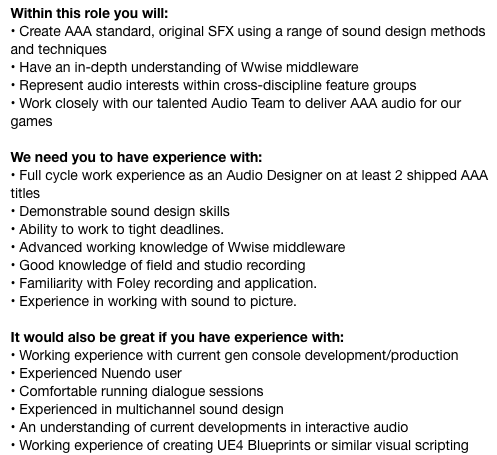 Within this role you will:
• Create AAA standard, original SFX using a range of sound design methods
and techniques
• Have an in-depth understanding of Wwise middleware
• Represent audio interests within cross-discipline feature groups
• Work closely with our talented Audio Team to deliver AAA audio for our
games
We need you to have experience with:
• Full cycle work experience as an Audio Designer on at least 2 shipped AAA
titles
• Demonstrable sound design skills
• Ability to work to tight deadlines.
• Advanced working knowledge of Wwise middleware
• Good knowledge of field and studio recording
• Familiarity with Foley recording and application.
• Experience in working with sound to picture.
It would also be great if you have experience with:
• Working experience with current gen console development/production
• Experienced Nuendo user
• Comfortable running dialogue sessions
• Experienced in multichannel sound design
• An understanding of current developments in interactive audio
• Working experience of creating UE4 Blueprints or similar visual scripting